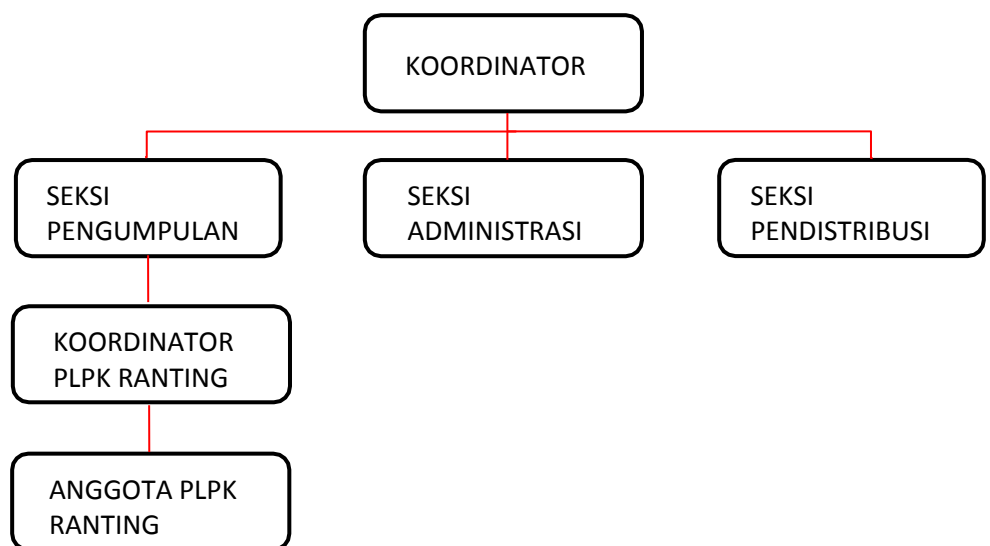 KOORDINATOR
SEKSI
PENGUMPULAN
SEKSI
ADMINISTRASI
SEKSI
PENDISTRIBUSI
KOORDINATOR
PLPK RANTING
ANGGOTA PLPK
RANTING